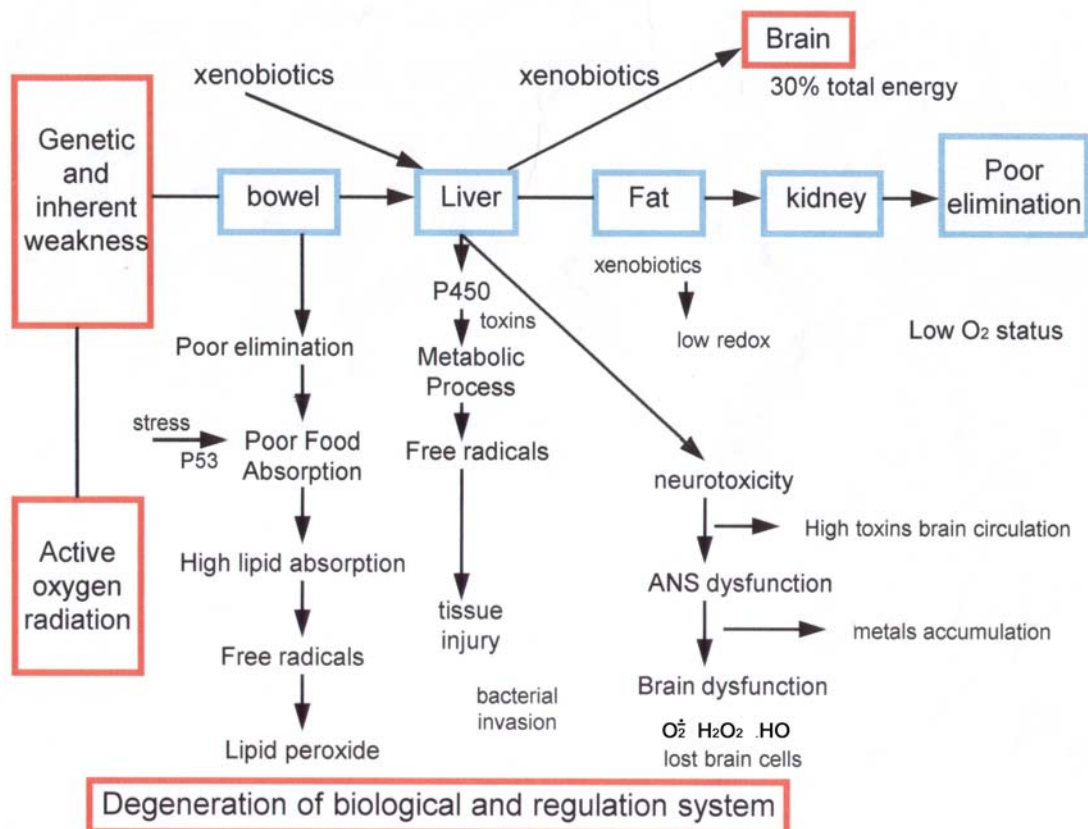 Brain
xenobiotics
xenobiotics
30% total energy
Genetic
and
inherent
weakness
bowel
Liver
Fat
kidney
Poor
elimination
P450
toxins
xenobiotics
low redox
Low O₂ status
Poor elimination
Metabolic
Process
stress
P53
Poor Food
Absorption
Free radicals
neurotoxicity
High toxins brain circulation
Active
oxygen
radiation
High lipid absorption
ANS dysfunction
tissue
injury
metals accumulation
Free radicals
Brain dysfunction
bacterial
invasion
O₂∸ H₂O₂ .HO
lost brain cells
Lipid peroxide
Degeneration of biological and regulation system